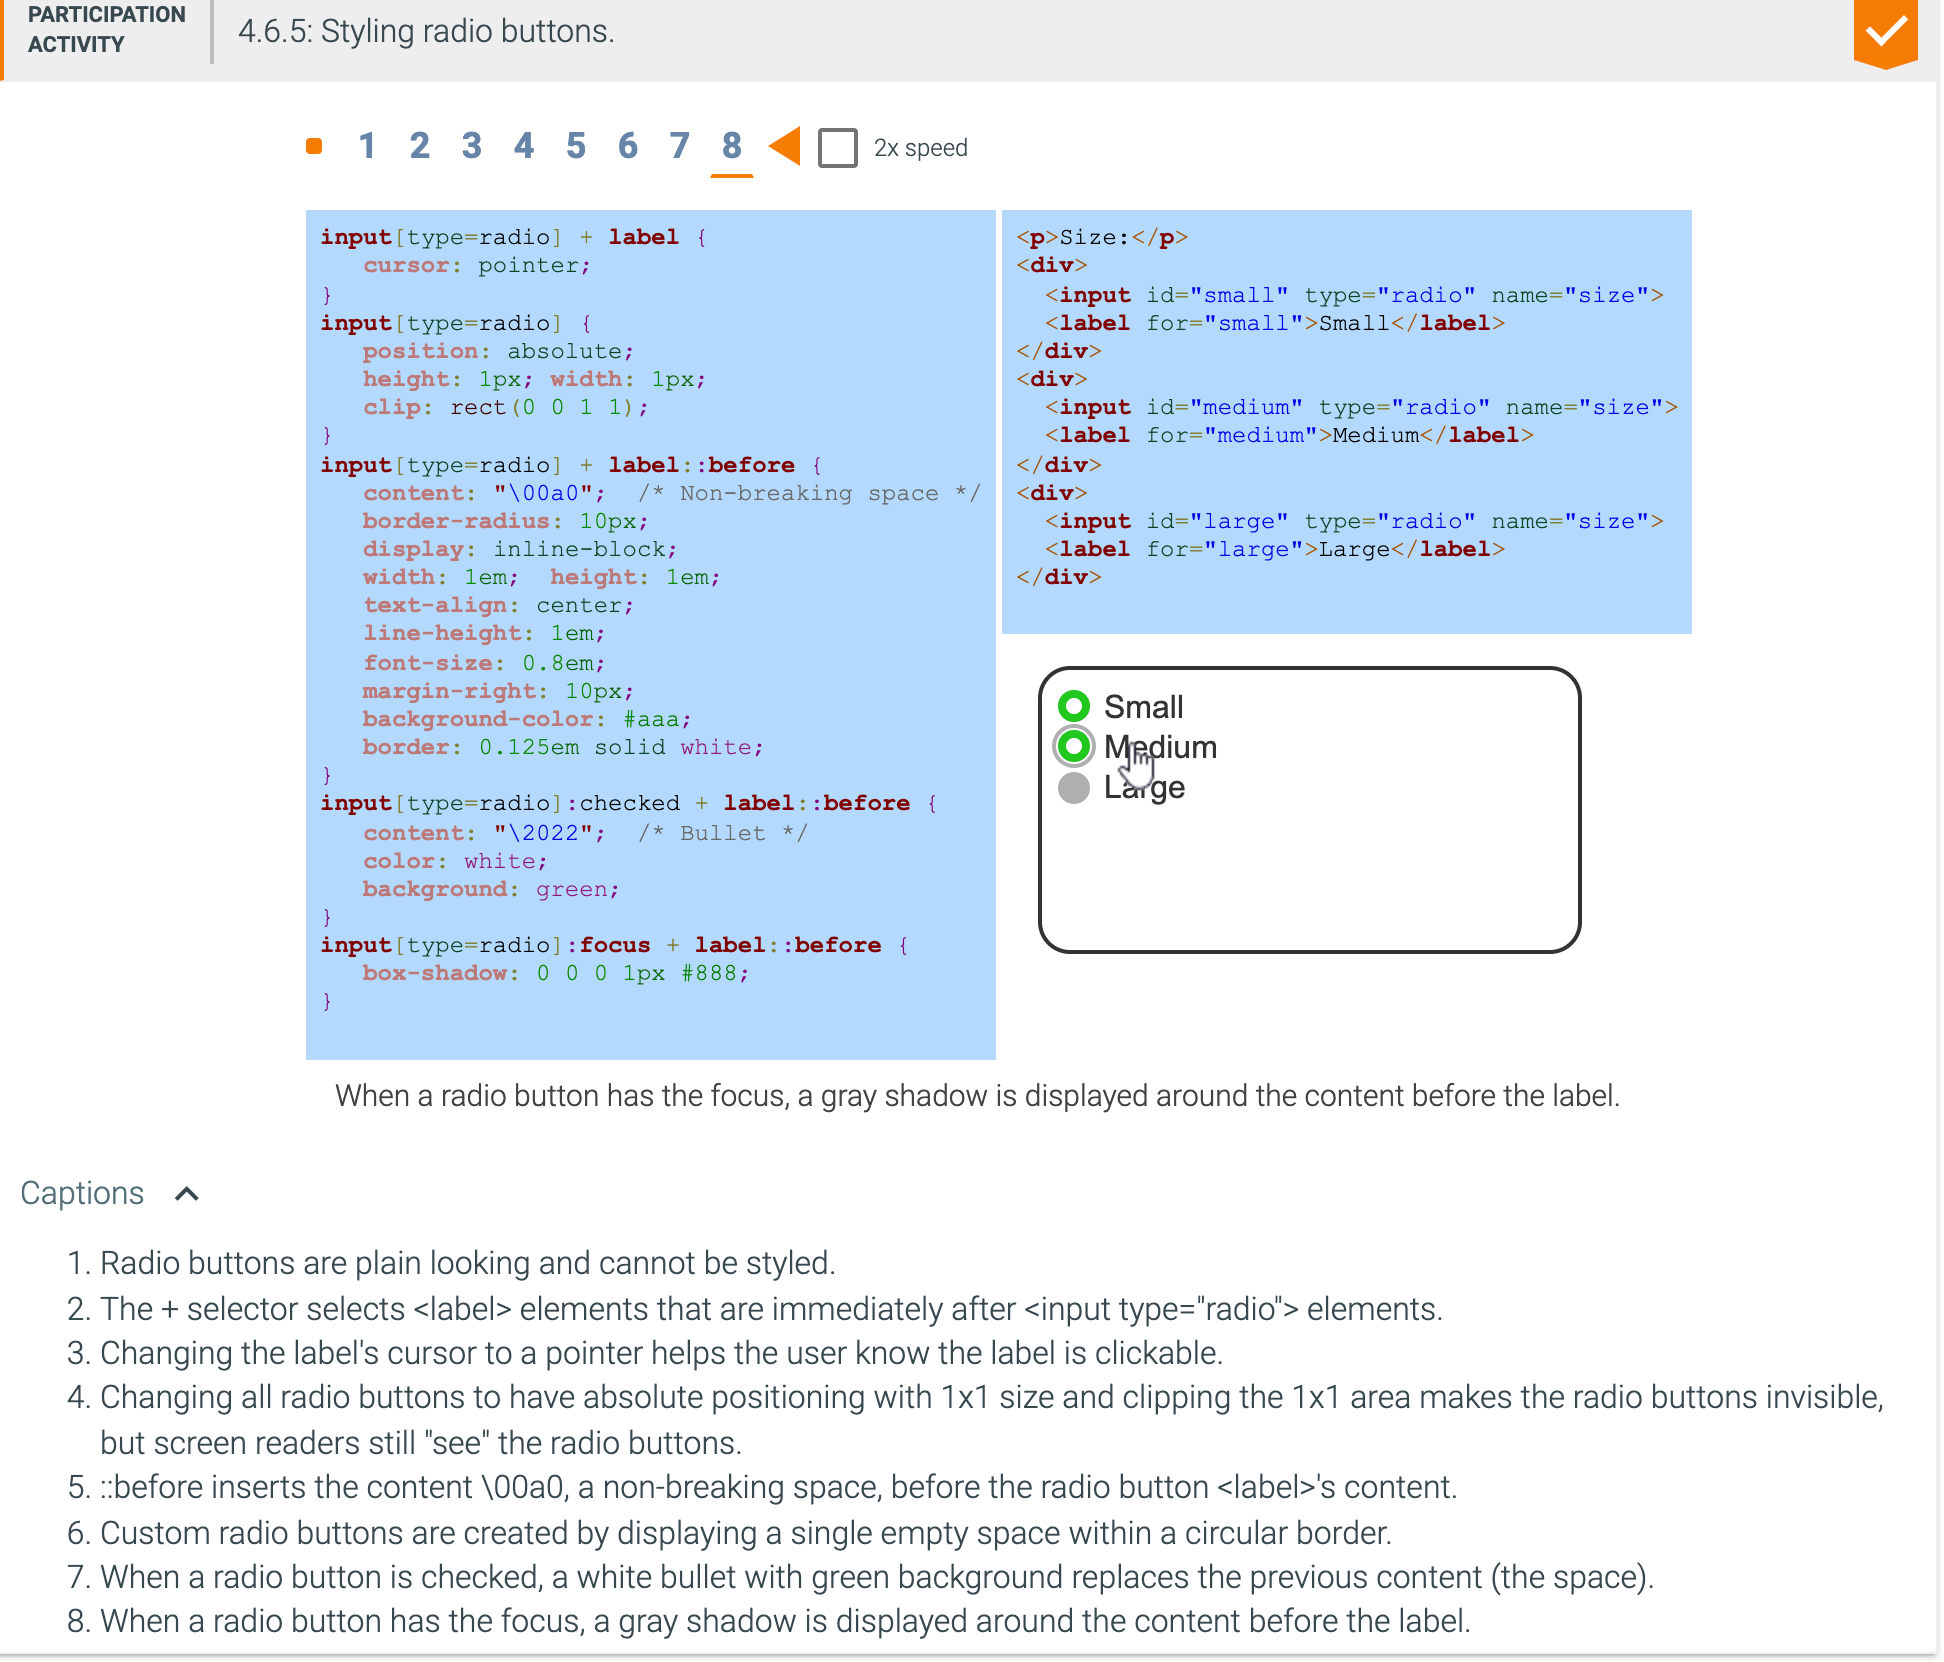 PARTICIPATION
ACTIVITY
4.6.5: Styling radio buttons.
1 2 3 4 5 6 7 8 2x speed
input[type=radio] + label {
   cursor: pointer;
}
input[type=radio] {
   position: absolute;
   height: 1px; width: 1px;
   clip: rect(0 0 1 1);
}
input[type=radio] + label::before {
   content: "\00a0";  /* Non-breaking space */
   border-radius: 10px;
   display: inline-block;
   width: 1em;  height: 1em;
   text-align: center;
   line-height: 1em;
   font-size: 0.8em;
   margin-right: 10px;
   background-color: #aaa;
   border: 0.125em solid white;
}
input[type=radio]:checked + label::before {
   content: "\2022";  /* Bullet */
   color: white;
   background: green;
}
input[type=radio]:focus + label::before {
   box-shadow: 0 0 0 1px #888;
}
<p>Size:</p>
<div>
  <input id="small" type="radio" name="size">
  <label for="small">Small</label>
</div>
<div>
  <input id="medium" type="radio" name="size">
  <label for="medium">Medium</label>
</div>
<div>
  <input id="large" type="radio" name="size">
  <label for="large">Large</label>
</div>
Small
Medium
Large
When a radio button has the focus, a gray shadow is displayed around the content before the label.
Captions
1. Radio buttons are plain looking and cannot be styled.
2. The + selector selects <label> elements that are immediately after <input type="radio"> elements.
3. Changing the label's cursor to a pointer helps the user know the label is clickable.
4. Changing all radio buttons to have absolute positioning with 1x1 size and clipping the 1x1 area makes the radio buttons invisible,
but screen readers still "see" the radio buttons.
5. ::before inserts the content \00a0, a non-breaking space, before the radio button <label>'s content.
6. Custom radio buttons are created by displaying a single empty space within a circular border.
7. When a radio button is checked, a white bullet with green background replaces the previous content (the space).
8. When a radio button has the focus, a gray shadow is displayed around the content before the label.